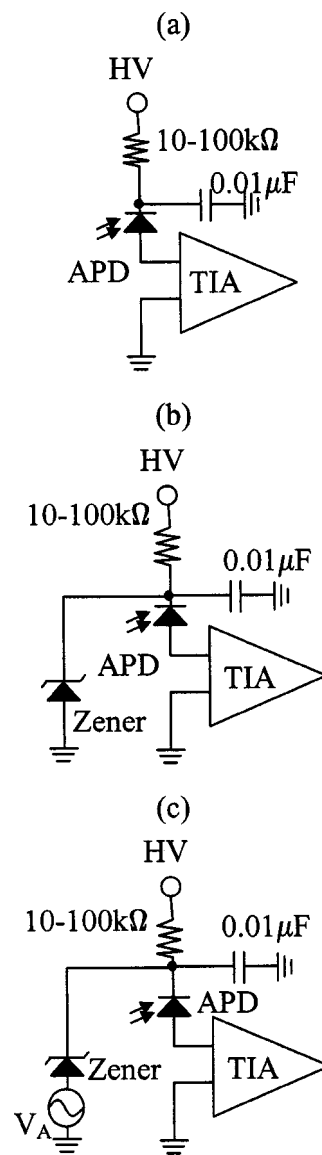 (a)
HV
10-100kΩ
0.01μF
APD
TIA
(b)
HV
10-100kΩ
0.01μF
APD
TIA
Zener
(c)
HV
10-100kΩ
0.01μF
APD
TIA
Zener
V_A